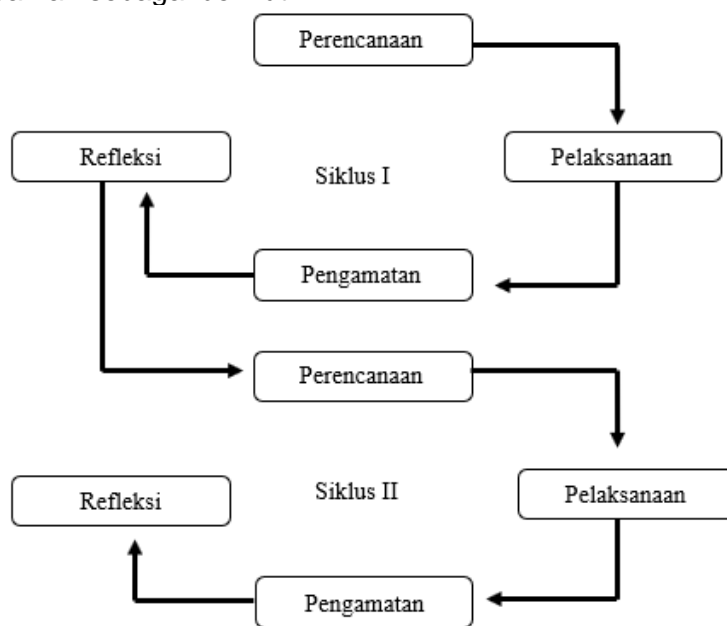 Perencanaan
Refleksi
Siklus I
Pelaksanaan
Pengamatan
Perencanaan
Refleksi
Siklus II
Pelaksanaan
Pengamatan